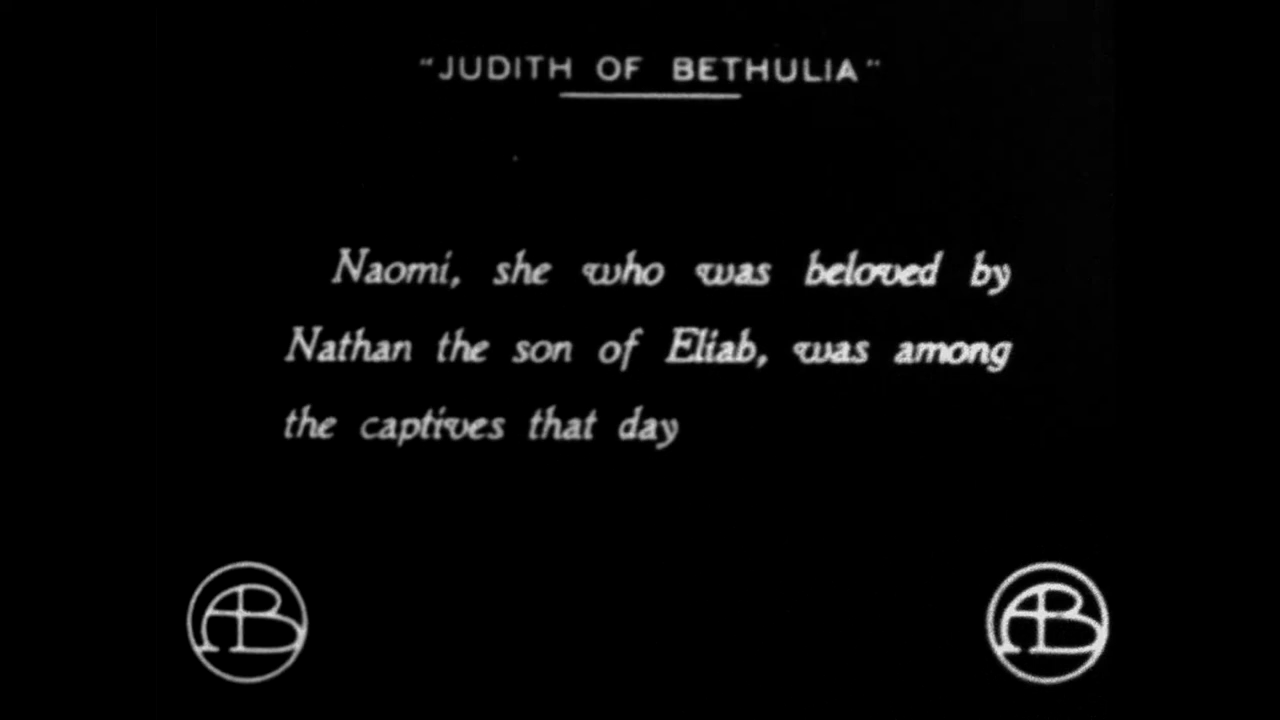 "JUDITH OF BETHULIA"
Naomi, she who was beloved by
Nathan the son of Eliab, was among
the captives that day
AB AB